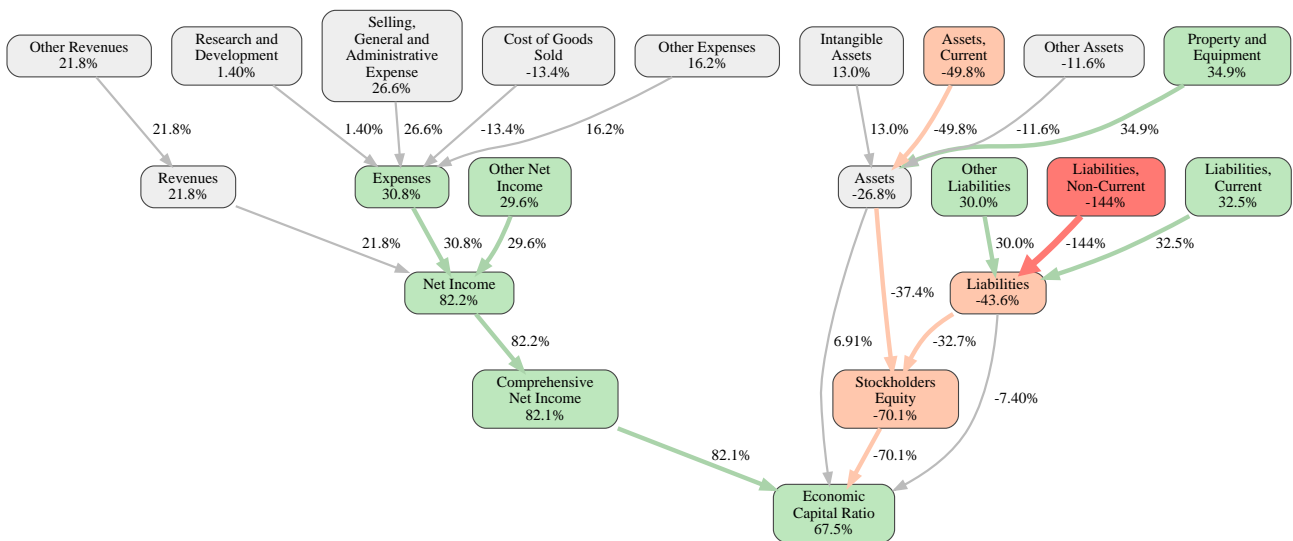 Other Revenues
21.8%
Research and
Development
1.40%
Selling,
General and
Administrative
Expense
26.6%
Cost of Goods
Sold
-13.4%
Other Expenses
16.2%
Intangible
Assets
13.0%
Assets,
Current
-49.8%
Other Assets
-11.6%
Property and
Equipment
34.9%
21.8%
1.40%
26.6%
-13.4%
16.2%
13.0%
-49.8%
-11.6%
34.9%
Revenues
21.8%
Expenses
30.8%
Other Net
Income
29.6%
Assets
-26.8%
Other
Liabilities
30.0%
Liabilities,
Non-Current
-144%
Liabilities,
Current
32.5%
21.8%
30.8%
29.6%
30.0%
-144%
32.5%
Net Income
82.2%
-37.4%
Liabilities
-43.6%
82.2%
6.91%
-32.7%
Comprehensive
Net Income
82.1%
Stockholders
Equity
-70.1%
-7.40%
82.1%
-70.1%
Economic
Capital Ratio
67.5%